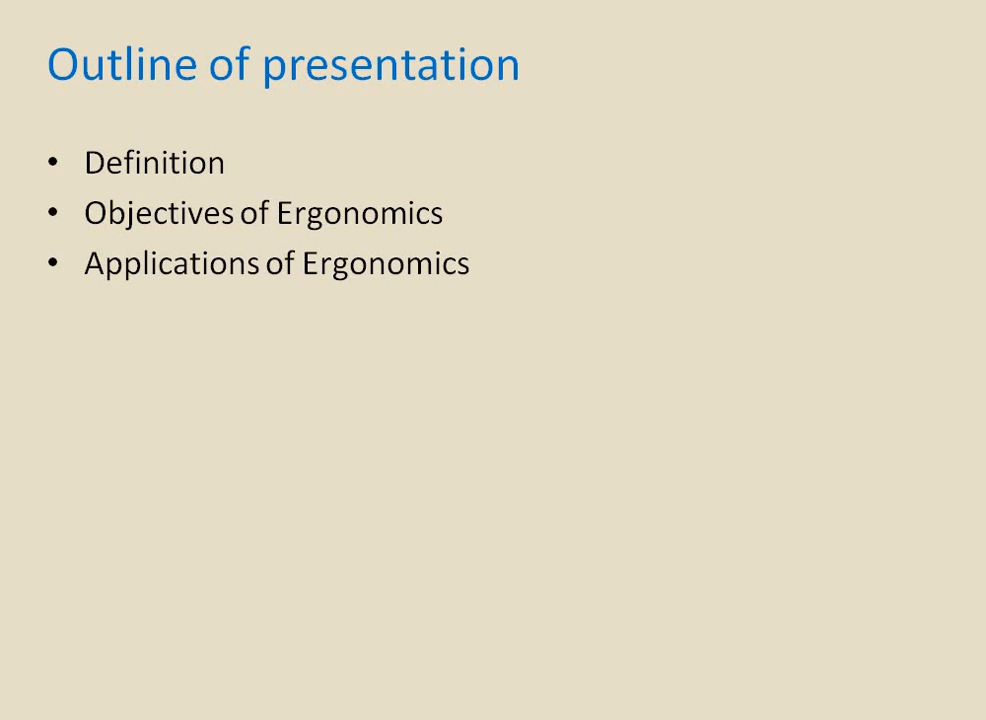 Outline of presentation
• Definition
• Objectives of Ergonomics
• Applications of Ergonomics